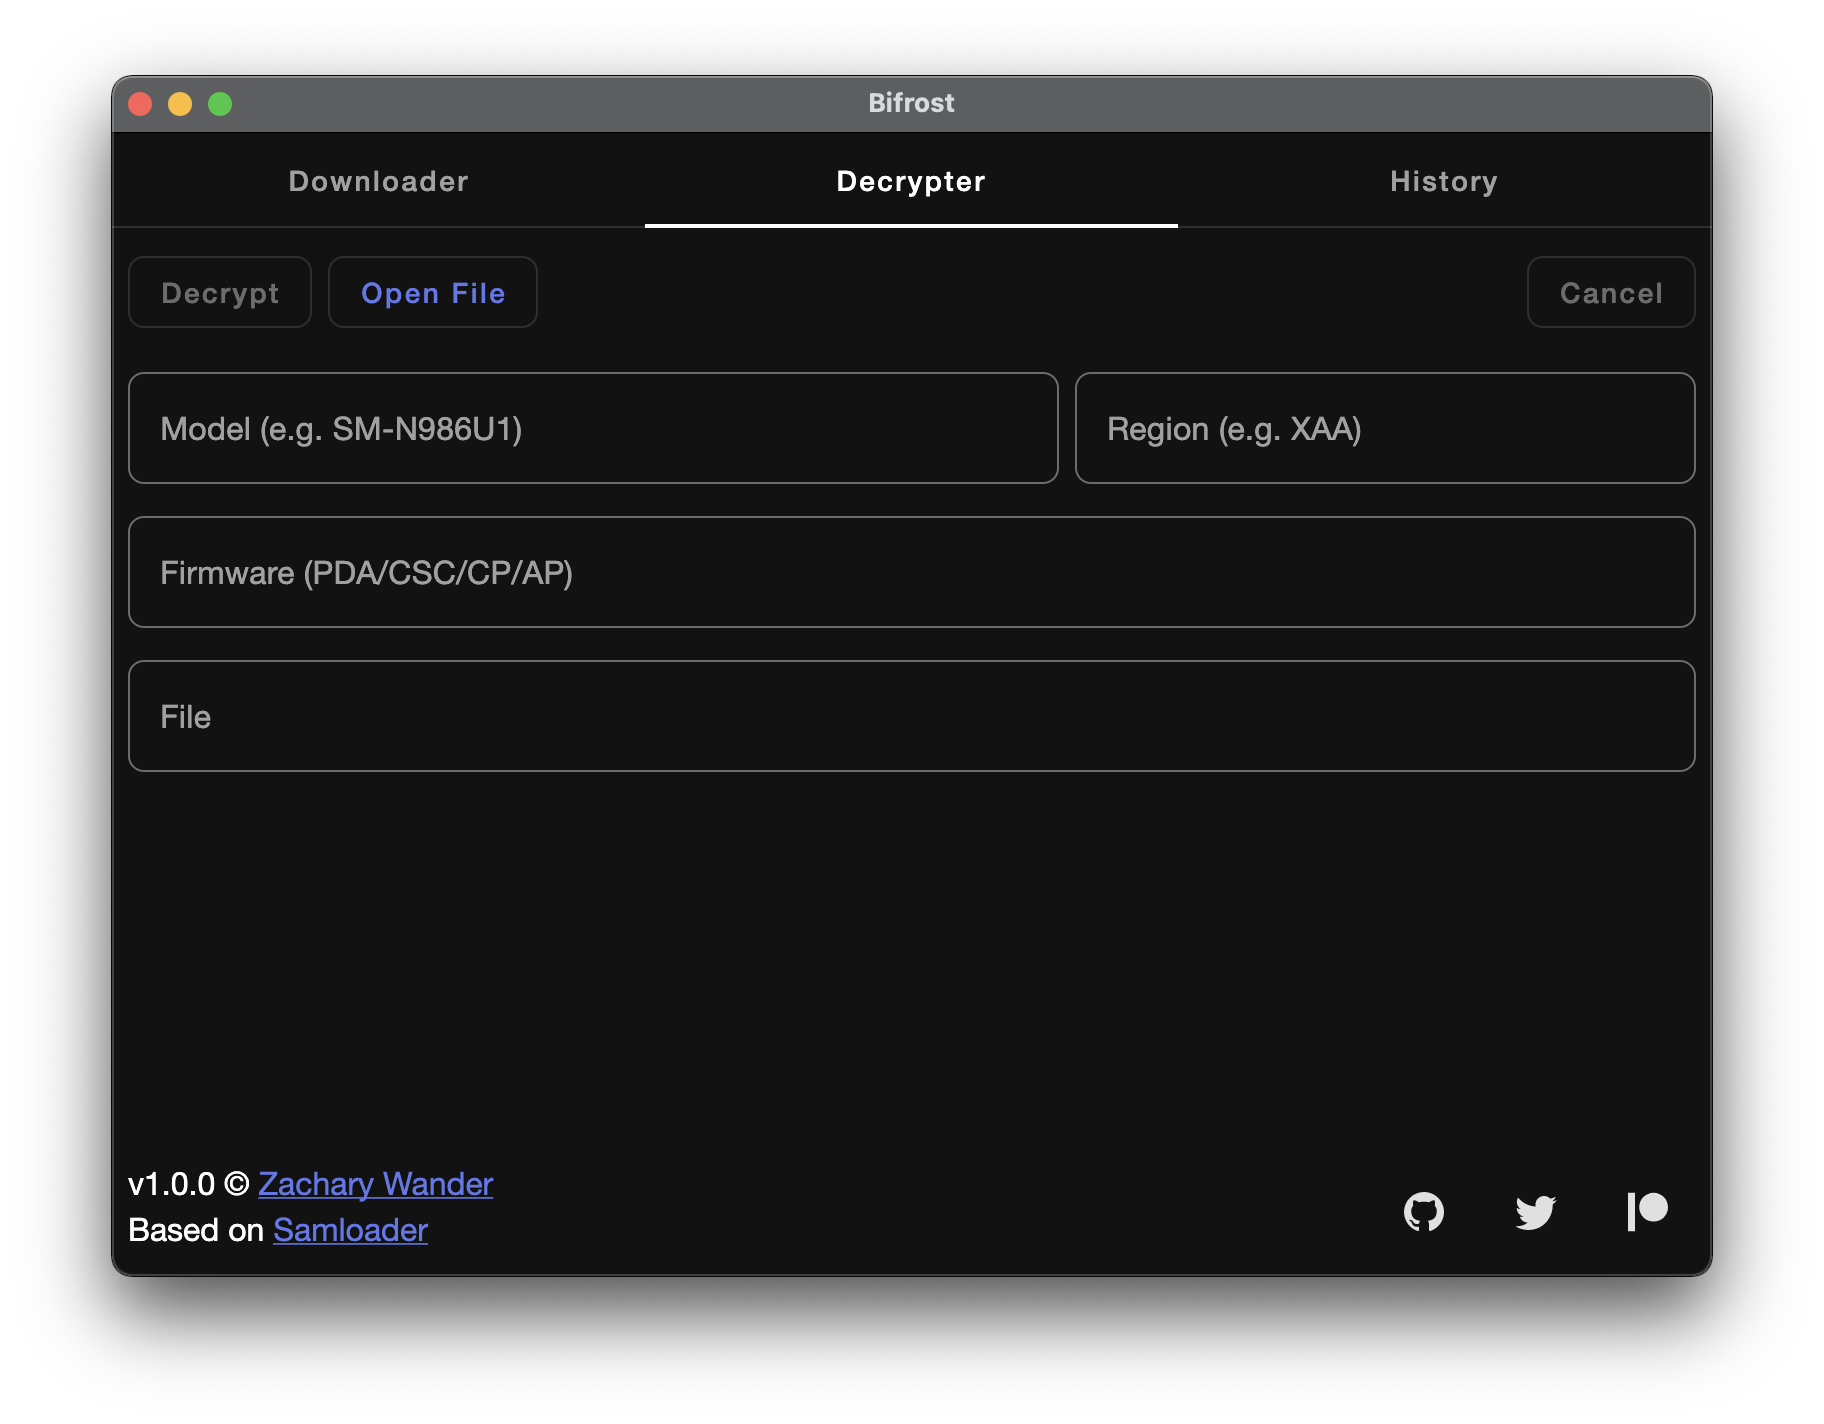 Bifrost
Downloader Decrypter History
Decrypt Open File Cancel
Model (e.g. SM-N986U1) Region (e.g. XAA)
Firmware (PDA/CSC/CP/AP)
File
v1.0.0 © Zachary Wander
Based on Samloader